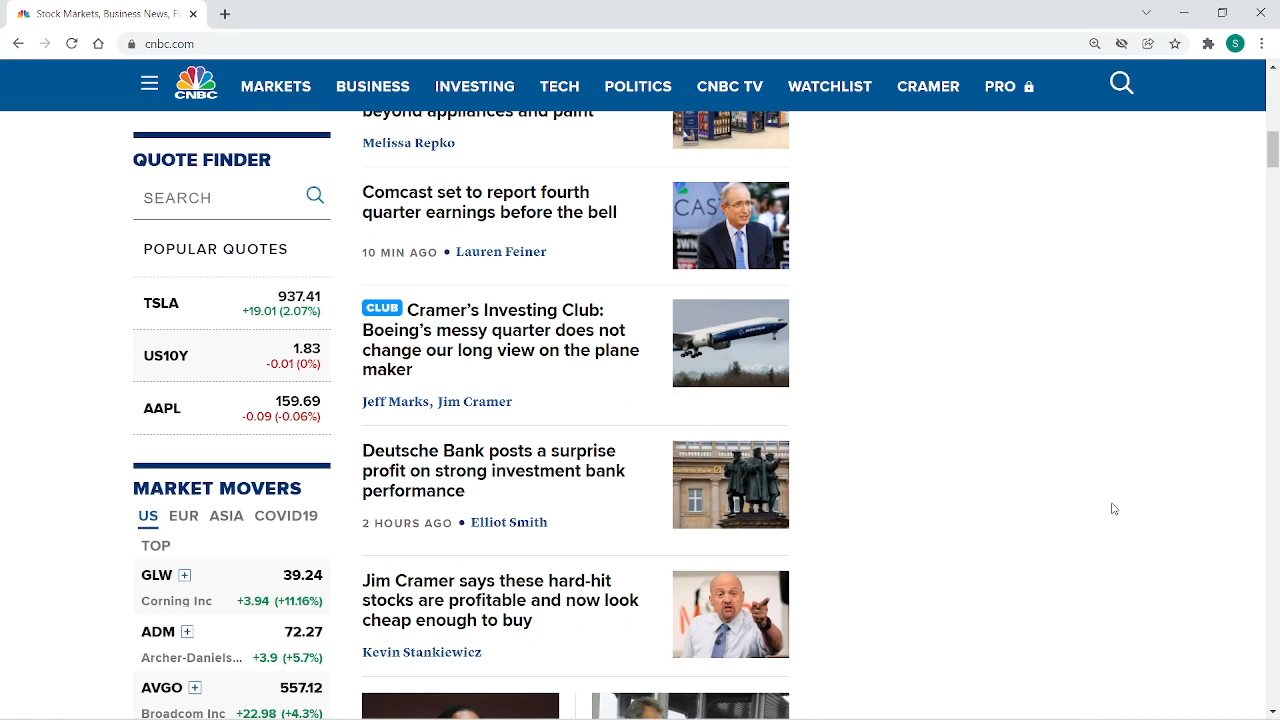 Stock Markets, Business News, Fi
cnbc.com
S
CNBC
MARKETS BUSINESS INVESTING TECH POLITICS CNBC TV WATCHLIST CRAMER PRO
QUOTE FINDER
SEARCH
POPULAR QUOTES
TSLA 937.41
+19.01 (2.07%)
US10Y 1.83
-0.01 (0%)
AAPL 159.69
-0.09 (-0.06%)
MARKET MOVERS
US EUR ASIA COVID19
TOP
GLW 39.24
Corning Inc +3.94 (+11.16%)
ADM 72.27
Archer-Daniels... +3.9 (+5.7%)
AVGO 557.12
Broadcom Inc +22.98 (+4.3%)
beyond appliances and paint
Melissa Repko
Comcast set to report fourth
quarter earnings before the bell
10 MIN AGO • Lauren Feiner
CLUB Cramer's Investing Club:
Boeing's messy quarter does not
change our long view on the plane
maker
Jeff Marks, Jim Cramer
Deutsche Bank posts a surprise
profit on strong investment bank
performance
2 HOURS AGO • Elliot Smith
Jim Cramer says these hard-hit
stocks are profitable and now look
cheap enough to buy
Kevin Stankiewicz